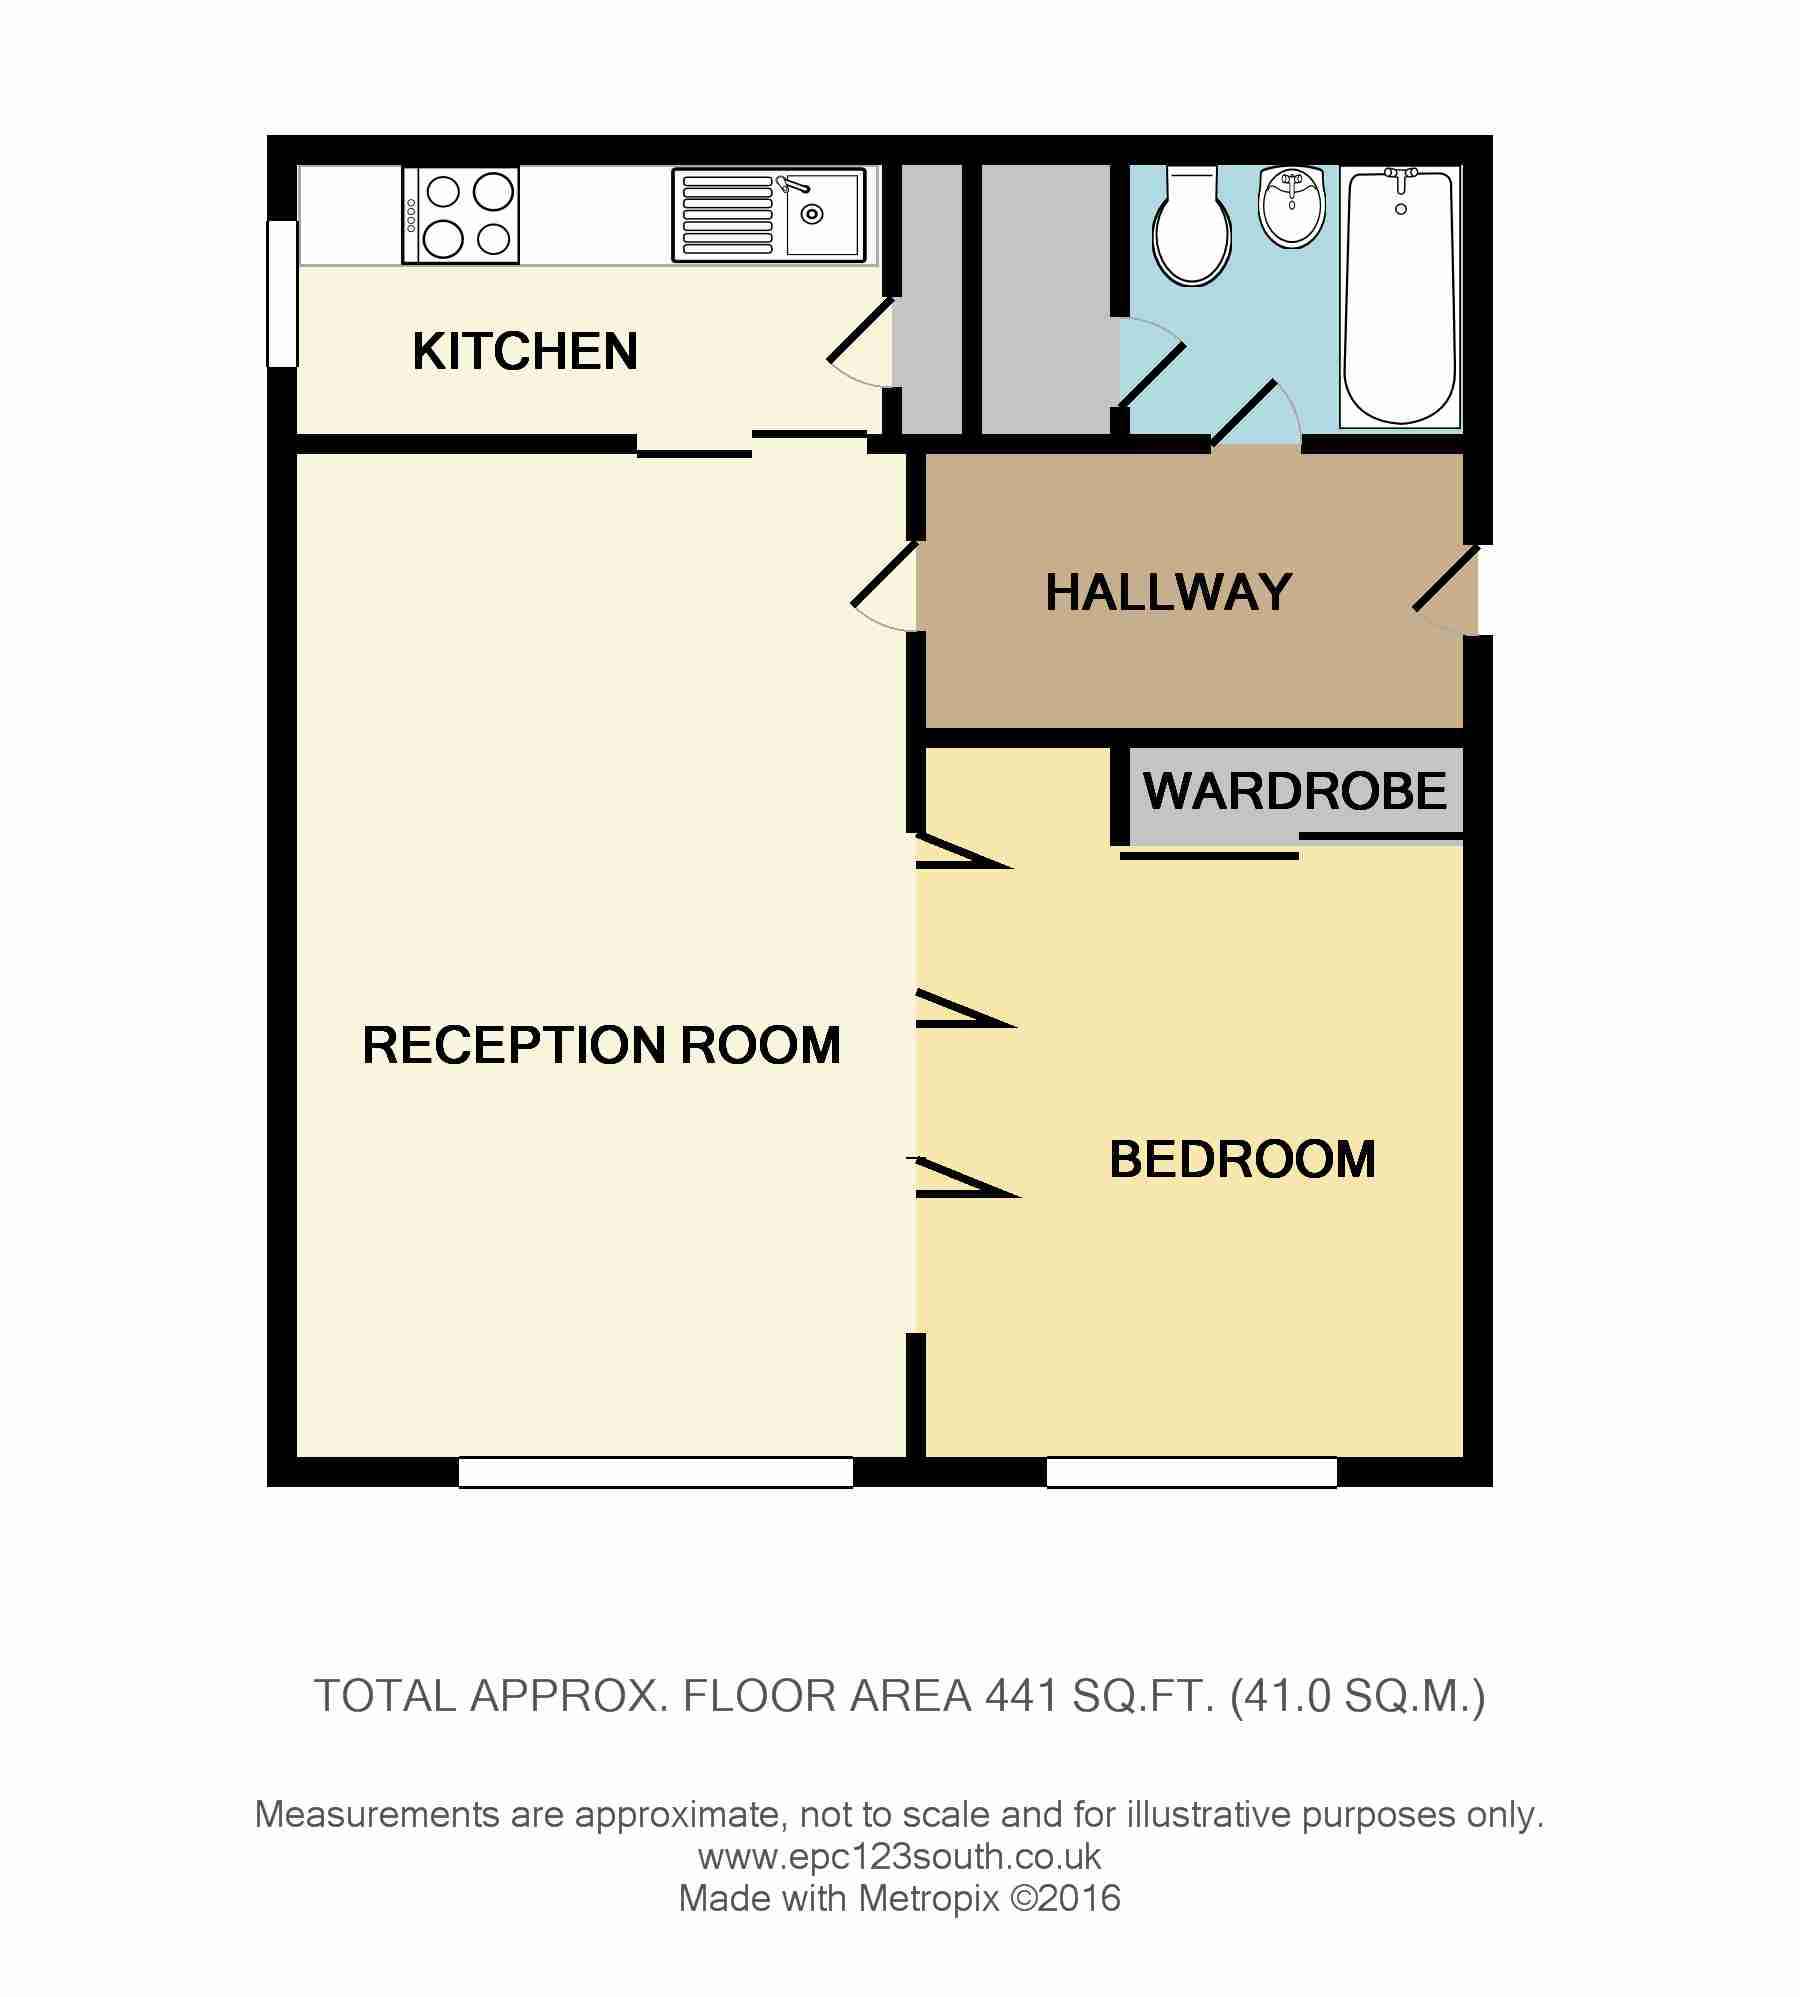 KITCHEN
HALLWAY
WARDROBE
RECEPTION ROOM
BEDROOM
TOTAL APPROX. FLOOR AREA 441 SQ.FT. (41.0 SQ.M.)
Measurements are approximate, not to scale and for illustrative purposes only.
www.epc123south.co.uk
Made with Metropix ©2016